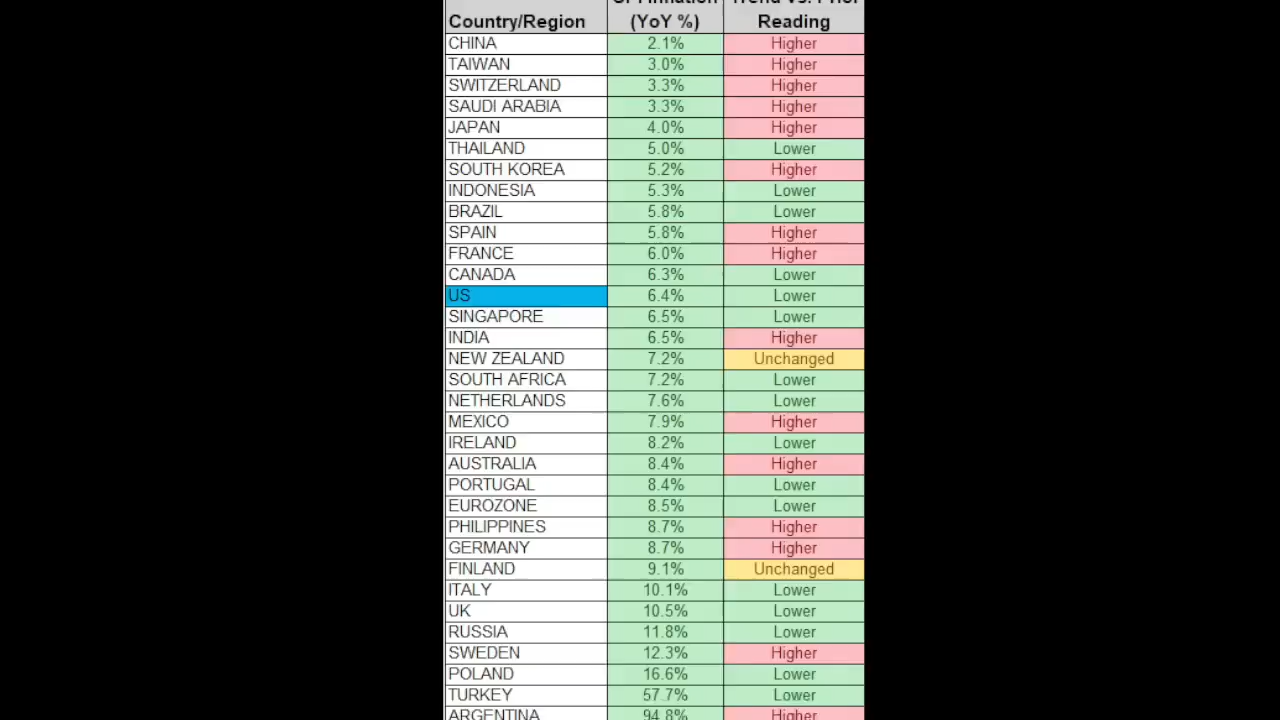 Country/Region (YoY %) Reading
CHINA 2.1% Higher
TAIWAN 3.0% Higher
SWITZERLAND 3.3% Higher
SAUDI ARABIA 3.3% Higher
JAPAN 4.0% Higher
THAILAND 5.0% Lower
SOUTH KOREA 5.2% Higher
INDONESIA 5.3% Lower
BRAZIL 5.8% Lower
SPAIN 5.8% Higher
FRANCE 6.0% Higher
CANADA 6.3% Lower
US 6.4% Lower
SINGAPORE 6.5% Lower
INDIA 6.5% Higher
NEW ZEALAND 7.2% Unchanged
SOUTH AFRICA 7.2% Lower
NETHERLANDS 7.6% Lower
MEXICO 7.9% Higher
IRELAND 8.2% Lower
AUSTRALIA 8.4% Higher
PORTUGAL 8.4% Lower
EUROZONE 8.5% Lower
PHILIPPINES 8.7% Higher
GERMANY 8.7% Higher
FINLAND 9.1% Unchanged
ITALY 10.1% Lower
UK 10.5% Lower
RUSSIA 11.8% Lower
SWEDEN 12.3% Higher
POLAND 16.6% Lower
TURKEY 57.7% Lower
ARGENTINA 94.8% Higher